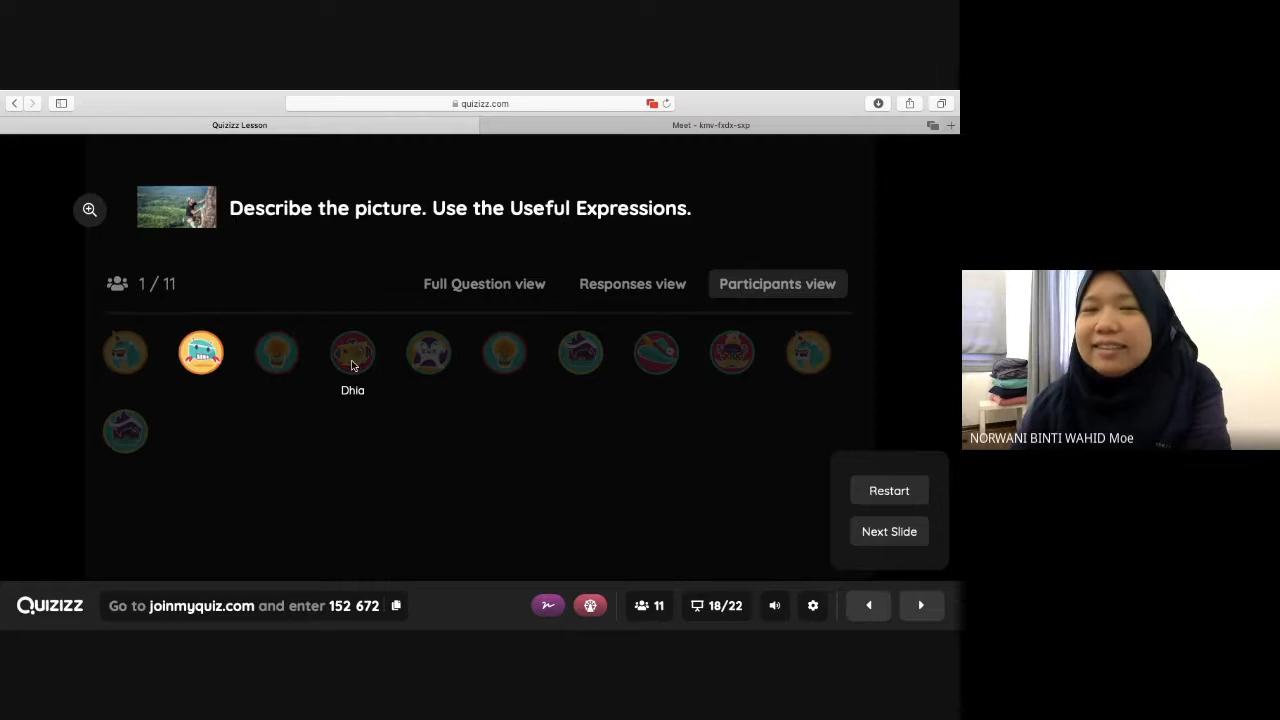 quizizz.com
Quizizz Lesson
Meet - kmv-fxdx-sxp
Describe the picture. Use the Useful Expressions.
1 / 11
Full Question view
Responses view
Participants view
Dhia
NORWANI BINTI WAHID Moe
Restart
Next Slide
QUIZIZZ
Go to joinmyquiz.com and enter 152 672
11
18/22